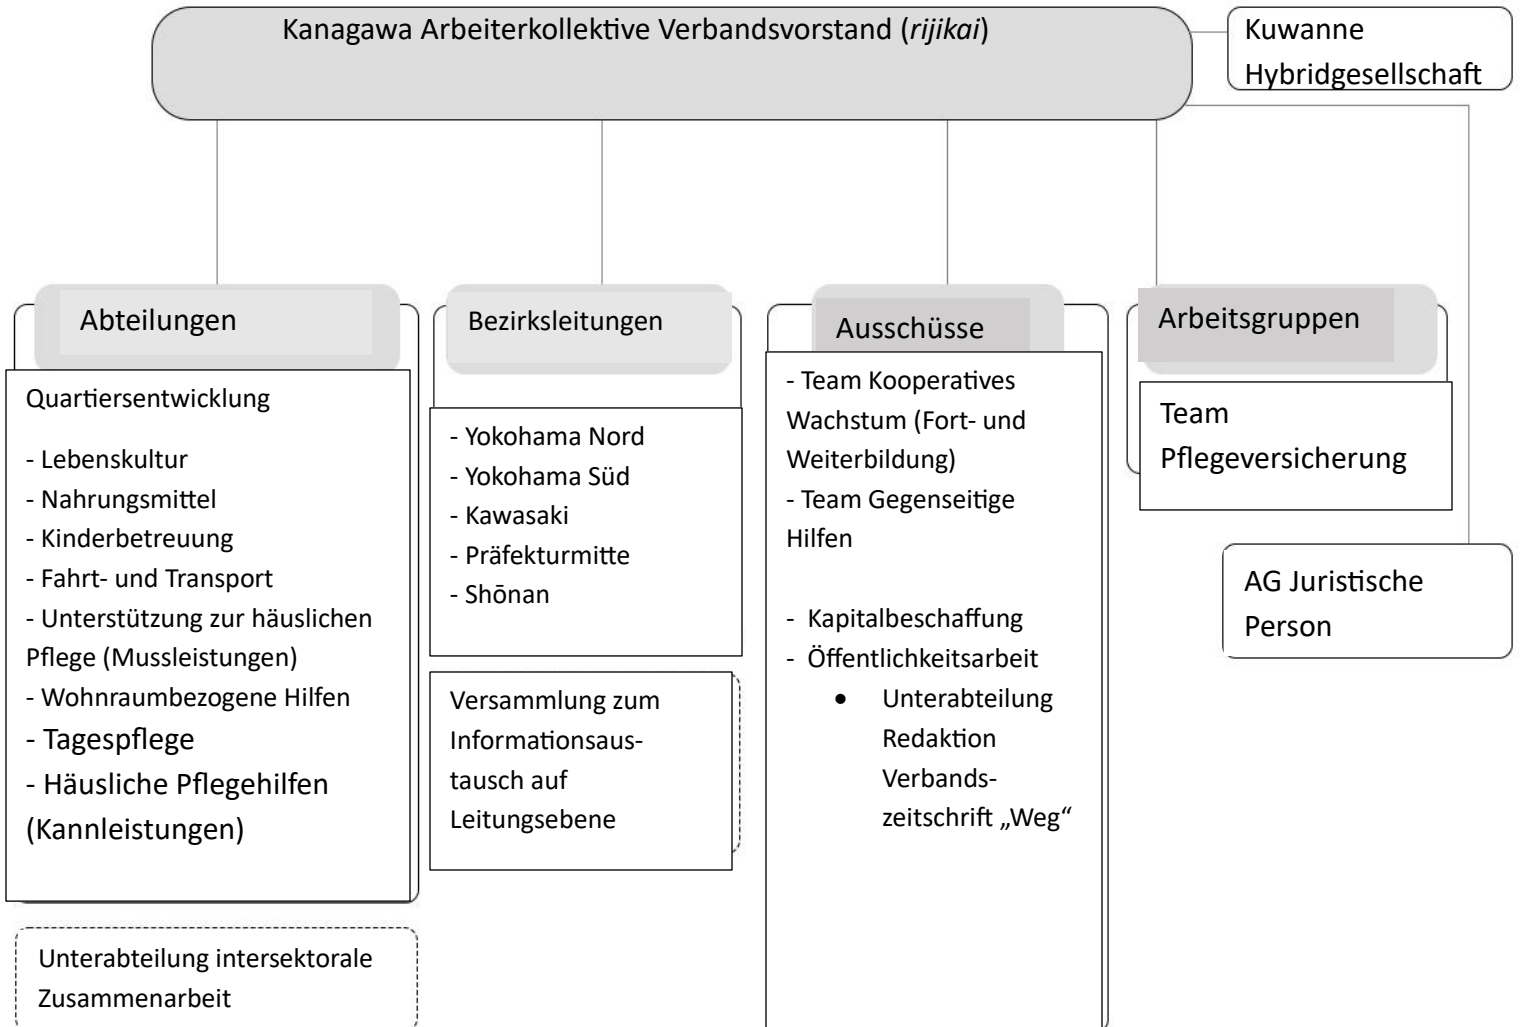 Kanagawa Arbeiterkollektive Verbandsvorstand (rijikai)
Kuwanne
Hybridgesellschaft
Abteilungen
Quartiersentwicklung
- Lebenskultur
- Nahrungsmittel
- Kinderbetreuung
- Fahrt- und Transport
- Unterstützung zur häuslichen
Pflege (Mussleistungen)
- Wohnraumbezogene Hilfen
- Tagespflege
- Häusliche Pflegehilfen
(Kannleistungen)
Unterabteilung intersektorale
Zusammenarbeit
Bezirksleitungen
- Yokohama Nord
- Yokohama Süd
- Kawasaki
- Präfekturmitte
- Shōnan
Versammlung zum
Informationsaus-
tausch auf
Leitungsebene
Ausschüsse
- Team Kooperatives
Wachstum (Fort- und
Weiterbildung)
- Team Gegenseitige
Hilfen
- Kapitalbeschaffung
- Öffentlichkeitsarbeit
• Unterabteilung
Redaktion
Verbands-
zeitschrift „Weg“
Arbeitsgruppen
Team
Pflegeversicherung
AG Juristische
Person